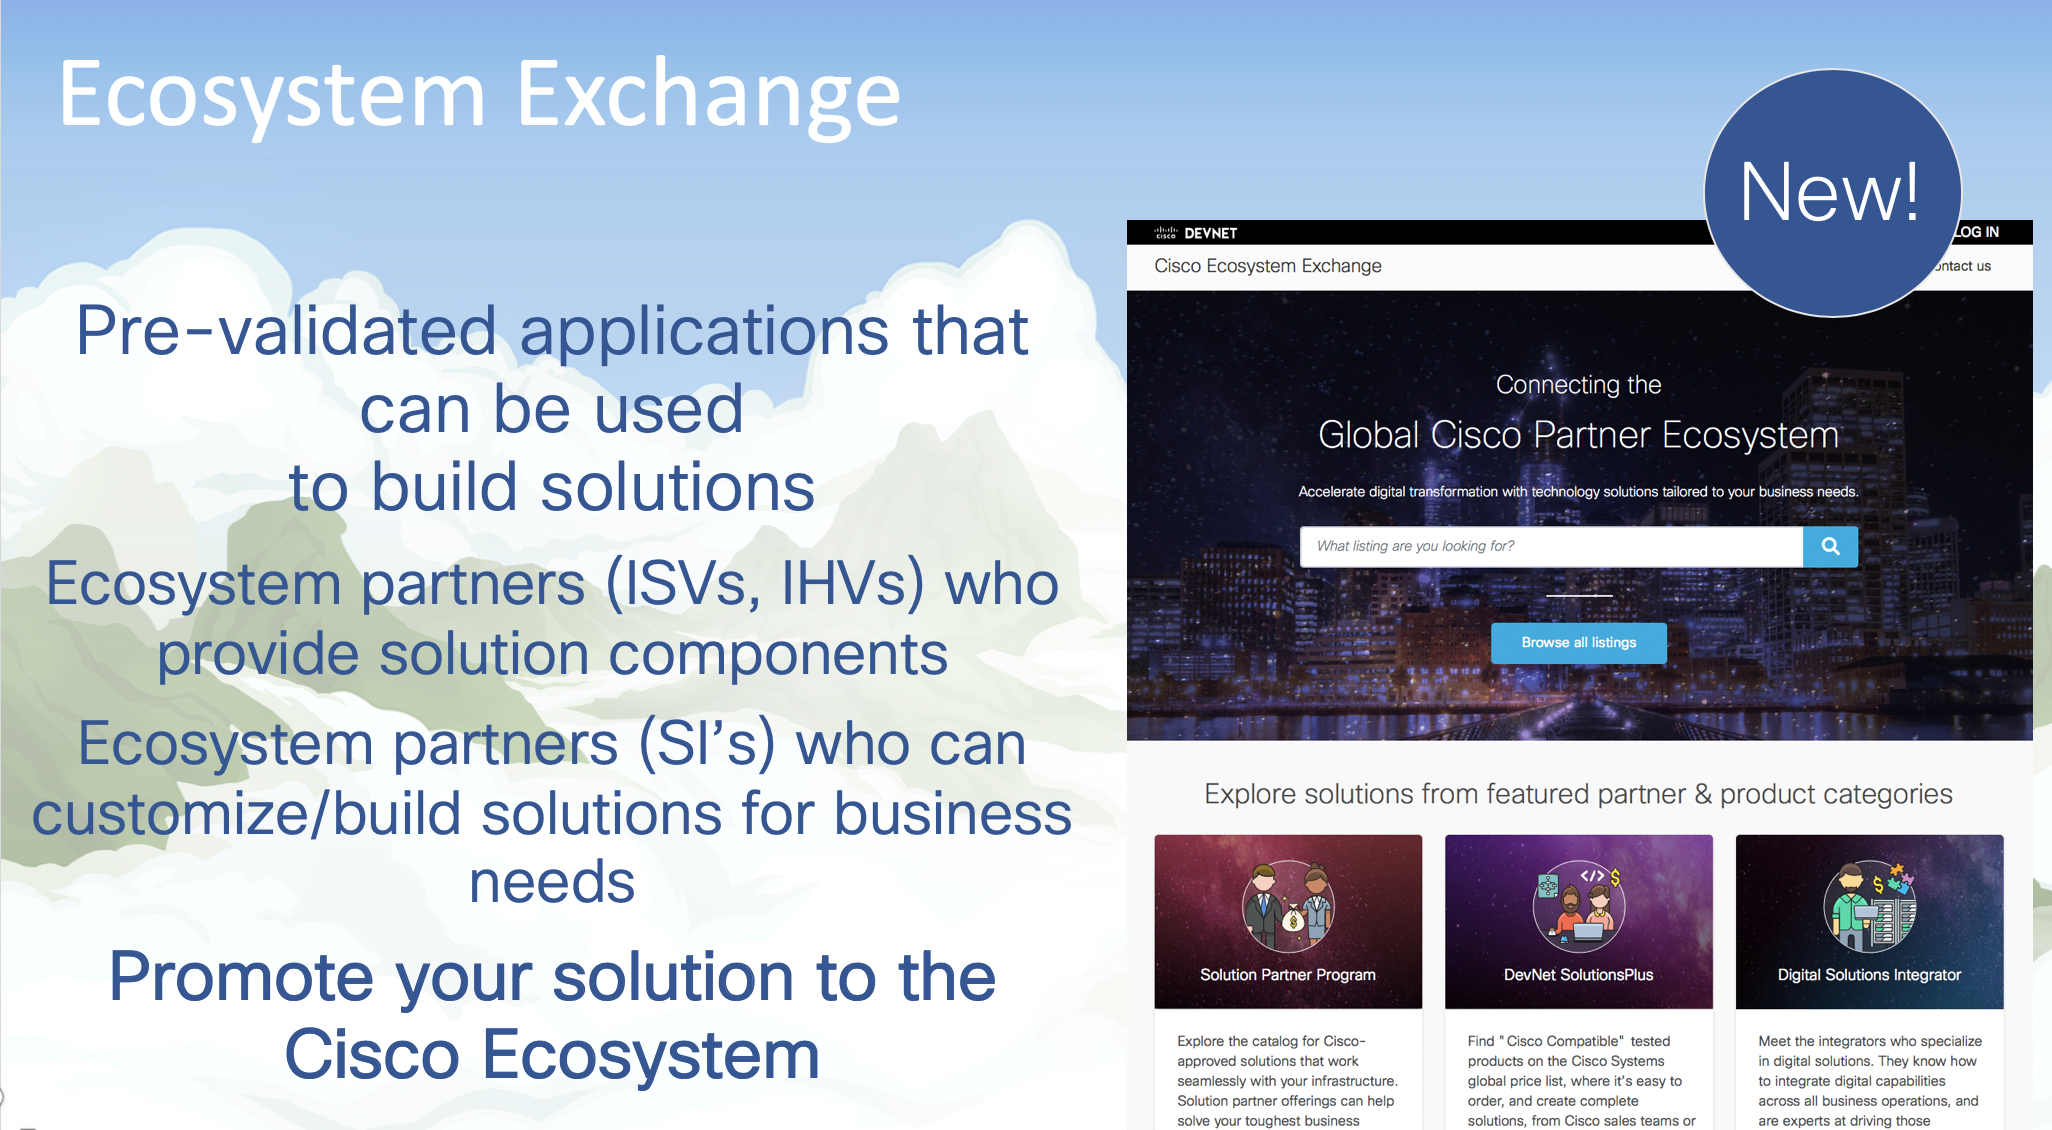 Ecosystem Exchange
New!
Pre-validated applications that
can be used
to build solutions
Ecosystem partners (ISVs, IHVs) who
provide solution components
Ecosystem partners (SI's) who can
customize/build solutions for business
needs
Promote your solution to the
Cisco Ecosystem
cisco DEVNET
LOG IN
Cisco Ecosystem Exchange
ontact us
Connecting the
Global Cisco Partner Ecosystem
Accelerate digital transformation with technology solutions tailored to your business needs.
What listing are you looking for?
Browse all listings
Explore solutions from featured partner & product categories
Solution Partner Program
Explore the catalog for Cisco-
approved solutions that work
seamlessly with your infrastructure.
Solution partner offerings can help
solve your toughest business
DevNet SolutionsPlus
Find "Cisco Compatible" tested
products on the Cisco Systems
global price list, where it's easy to
order, and create complete
solutions, from Cisco sales teams or
Digital Solutions Integrator
Meet the integrators who specialize
in digital solutions. They know how
to integrate digital capabilities
across all business operations, and
are experts at driving those